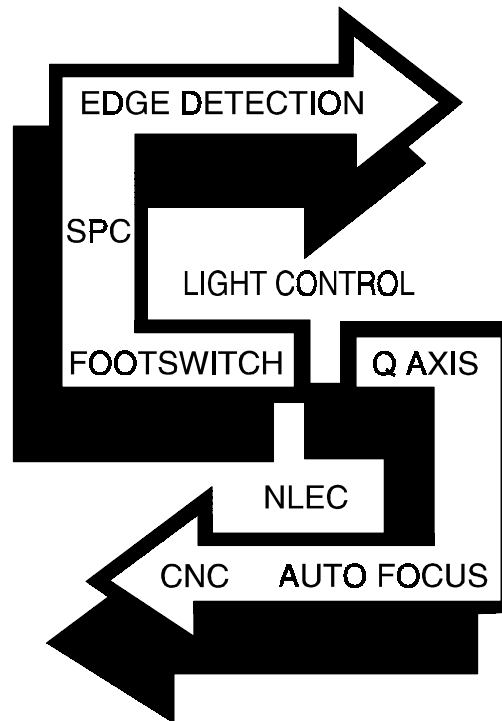 EDGE DETECTION
SPC
LIGHT CONTROL
FOOTSWITCH Q AXIS
NLEC
CNC AUTO FOCUS